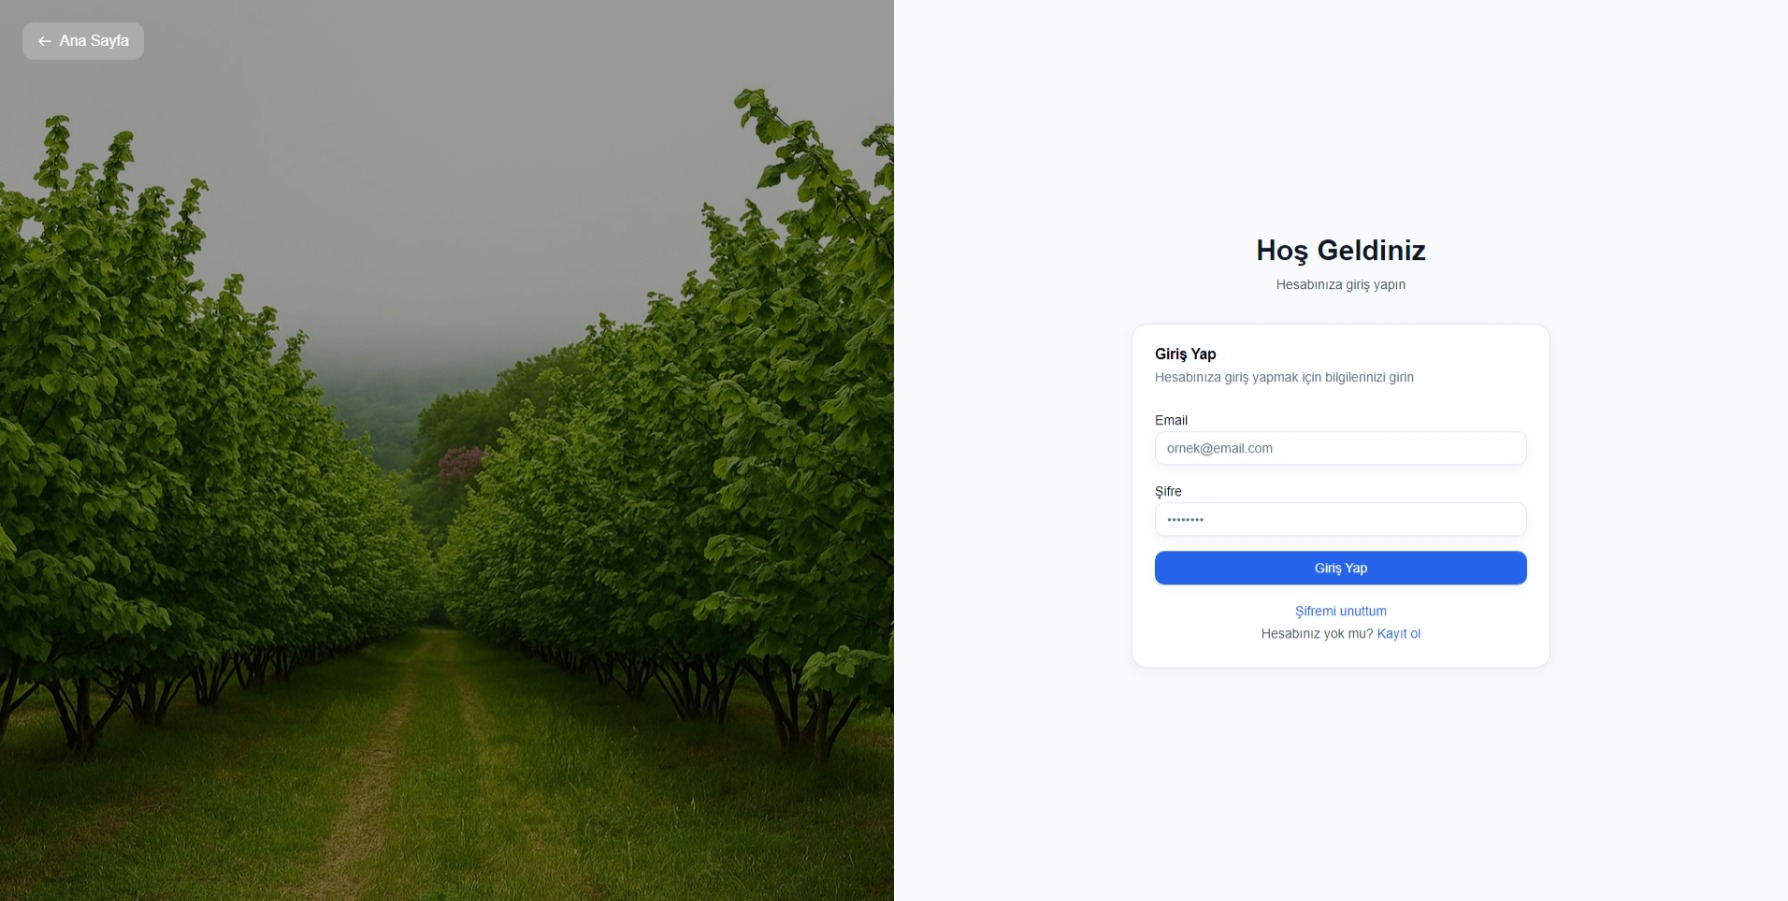 Ana Sayfa
Hoş Geldiniz
Hesabınıza giriş yapın
Giriş Yap
Hesabınıza giriş yapmak için bilgilerinizi girin
Email
ornek@email.com
Şifre
••••••••
Giriş Yap
Şifremi unuttum
Hesabınız yok mu? Kayıt ol